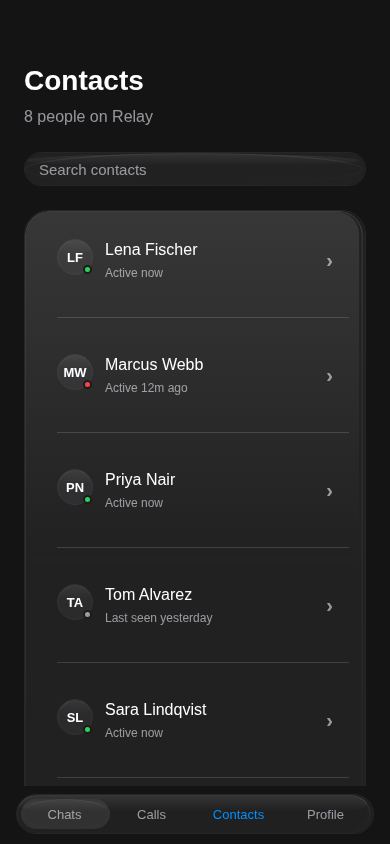 Contacts
8 people on Relay
Search contacts
LF
Lena Fischer
Active now
MW
Marcus Webb
Active 12m ago
PN
Priya Nair
Active now
TA
Tom Alvarez
Last seen yesterday
SL
Sara Lindqvist
Active now
Chats Calls Contacts Profile